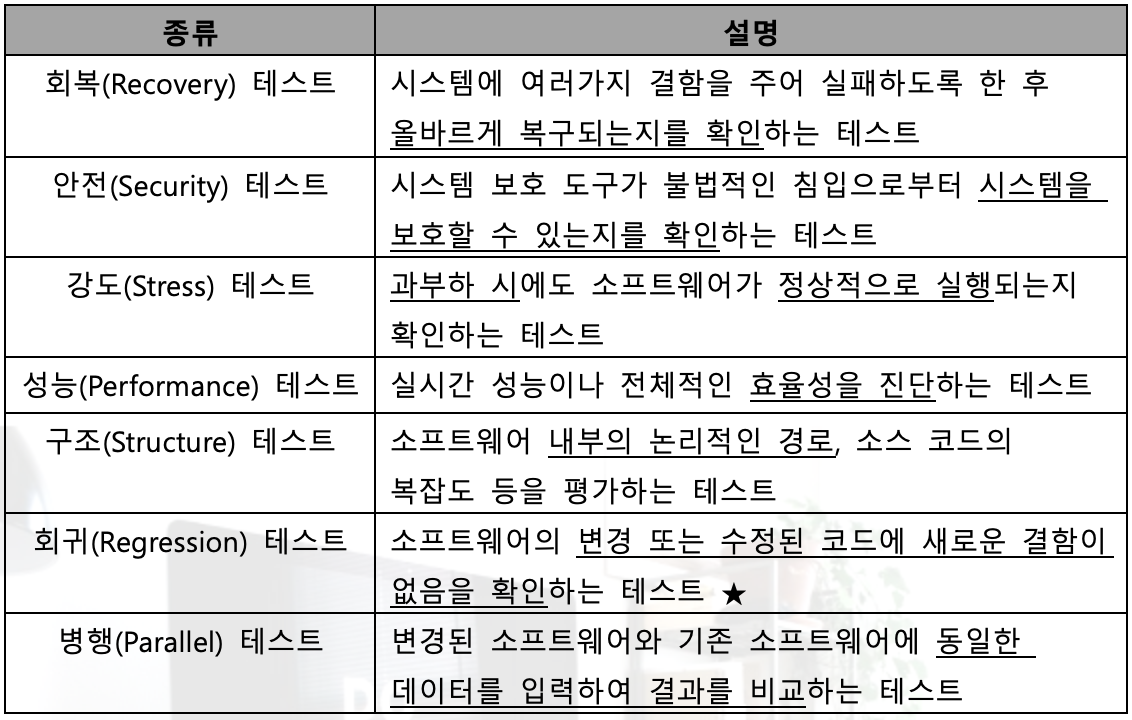 종류 설명
회복(Recovery) 테스트 시스템에 여러가지 결함을 주어 실패하도록 한 후
올바르게 복구되는지를 확인하는 테스트
안전(Security) 테스트 시스템 보호 도구가 불법적인 침입으로부터 시스템을
보호할 수 있는지를 확인하는 테스트
강도(Stress) 테스트 과부하 시에도 소프트웨어가 정상적으로 실행되는지
확인하는 테스트
성능(Performance) 테스트 실시간 성능이나 전체적인 효율성을 진단하는 테스트
구조(Structure) 테스트 소프트웨어 내부의 논리적인 경로, 소스 코드의
복잡도 등을 평가하는 테스트
회귀(Regression) 테스트 소프트웨어의 변경 또는 수정된 코드에 새로운 결함이
없음을 확인하는 테스트 ★
병행(Parallel) 테스트 변경된 소프트웨어와 기존 소프트웨어에 동일한
데이터를 입력하여 결과를 비교하는 테스트